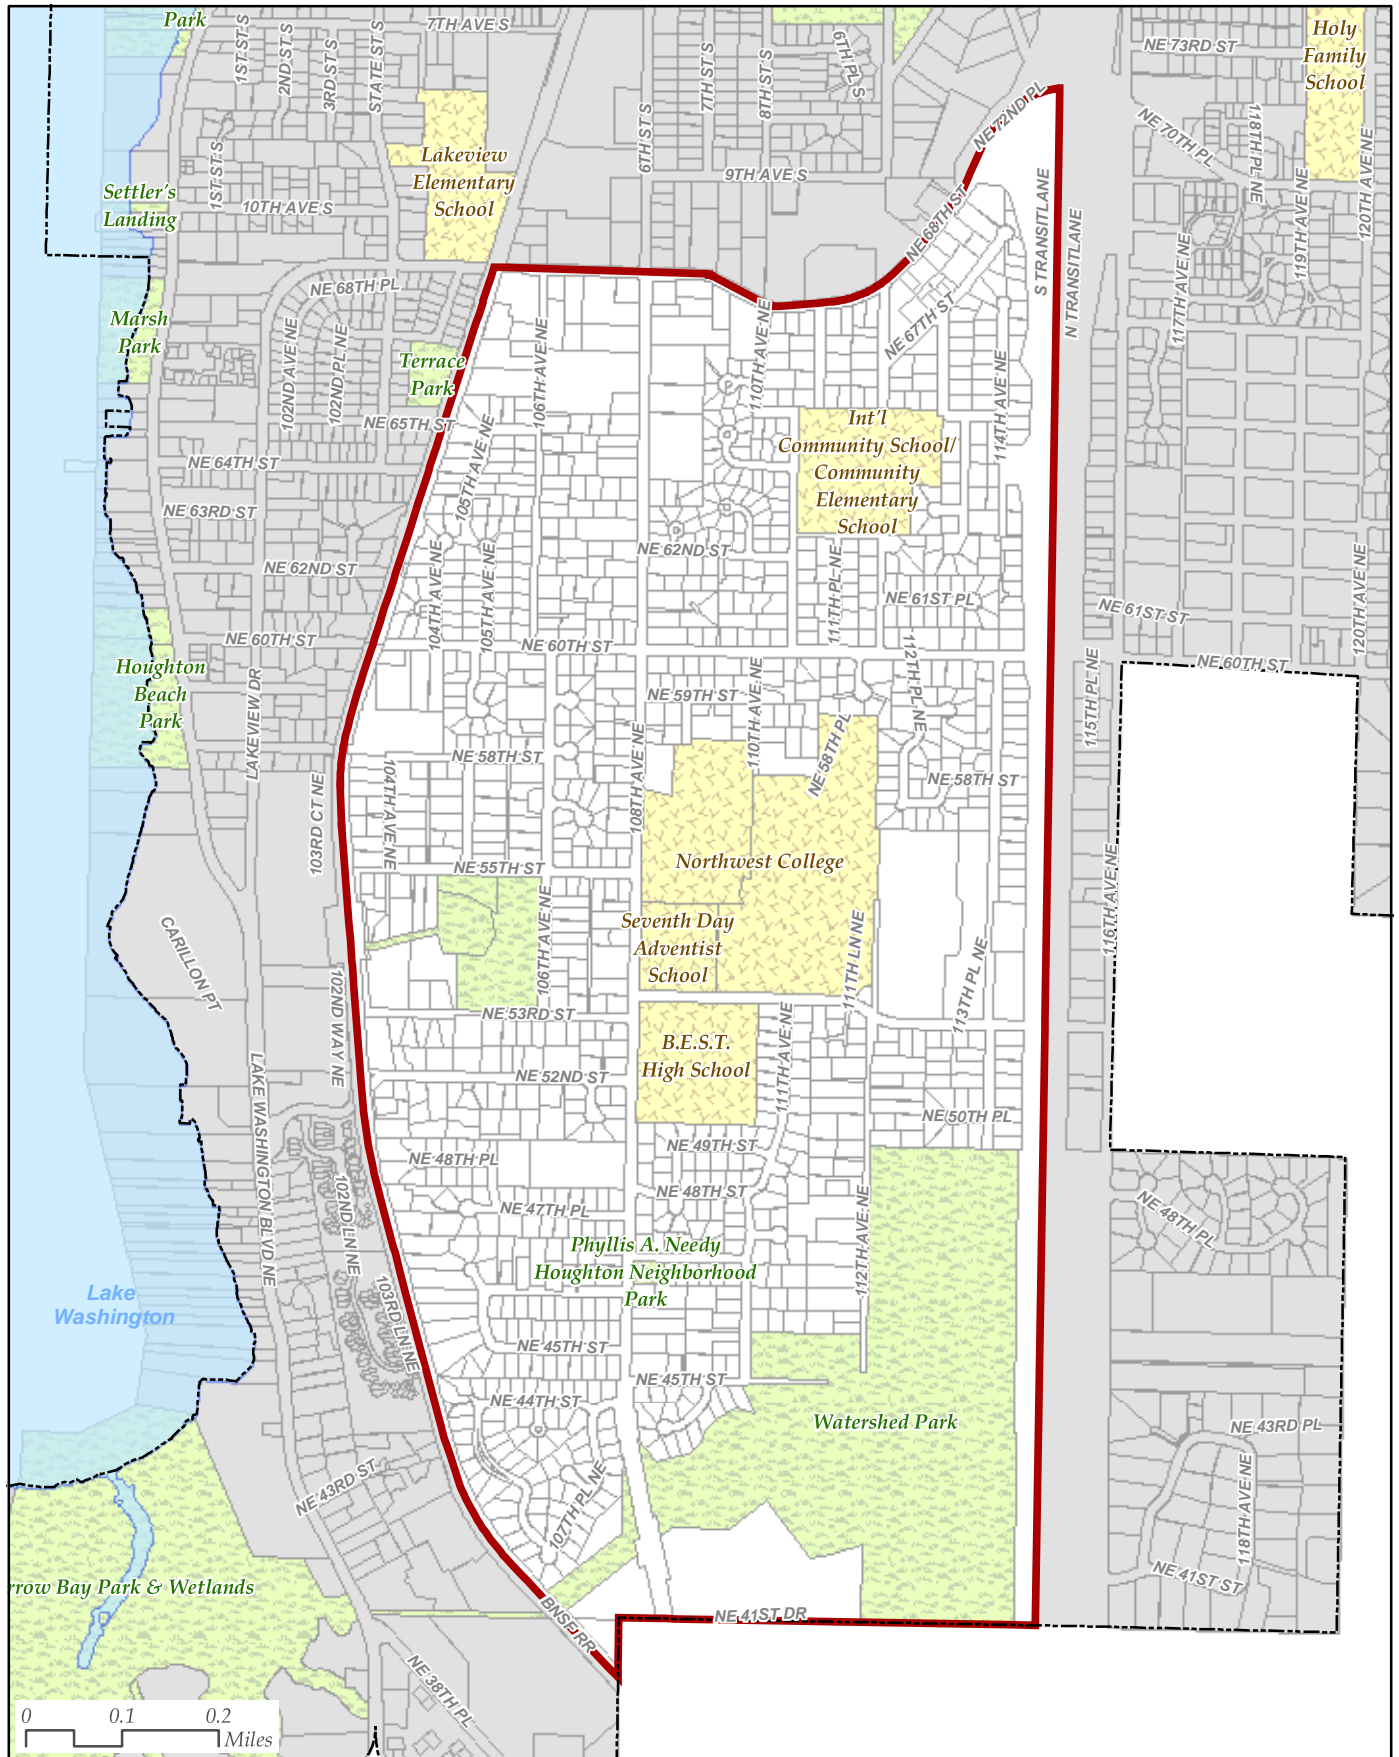 Park
7TH AVE S
1ST ST S
2ND ST S
3RD ST S
STATE ST S
6TH ST S
7TH ST S
8TH ST S
6TH PL S
NE 72ND PL
NE 73RD ST
Holy
Family
School
NE 70TH PL
118TH PL NE
119TH AVE NE
120TH AVE NE
Lakeview
Elementary
School
1ST ST S
Settler's
Landing
10TH AVE S
9TH AVE S
NE 68TH ST
S TRANSITLANE
N TRANSITLANE
117TH AVE NE
NE 68TH PL
Marsh
Park
102ND AVE NE
102ND PL NE
Terrace
Park
106TH AVE NE
110TH AVE NE
NE 67TH ST
114TH AVE NE
NE 65TH ST
105TH AVE NE
Int'l
Community School/
Community
Elementary
School
NE 64TH ST
NE 63RD ST
NE 62ND ST
NE 62ND ST
104TH AVE NE
105TH AVE NE
111TH PL NE
NE 61ST PL
NE 61ST ST
120TH AVE NE
NE 60TH ST
NE 60TH ST
NE 60TH ST
112TH PL NE
115TH PL NE
Houghton
Beach
Park
LAKEVIEW DR
NE 59TH ST
110TH AVE NE
NE 58TH ST
NE 58TH PL
NE 58TH ST
108TH AVE NE
103RD CT NE
104TH AVE NE
NE 55TH ST
Northwest College
106TH AVE NE
Seventh Day
Adventist
School
111TH LN NE
113TH PL NE
116TH AVE NE
CARILLON PT
102ND WAY NE
NE 53RD ST
B.E.S.T.
High School
111TH AVE NE
NE 52ND ST
NE 50TH PL
LAKE WASHINGTON BLVD NE
NE 49TH ST
NE 48TH PL
NE 48TH ST
NE 48TH PL
102ND LN NE
NE 47TH PL
112TH AVE NE
Phyllis A. Needy
Houghton Neighborhood
Park
Lake
Washington
103RD LN NE
NE 45TH ST
NE 45TH ST
NE 44TH ST
Watershed Park
NE 43RD PL
NE 43RD ST
107TH PL NE
118TH AVE NE
rrow Bay Park & Wetlands
NE 41ST ST
BNSF RR
NE 41ST DR
NE 38TH PL
0 0.1 0.2
Miles